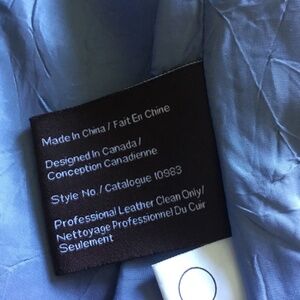 Made In China / Fait En Chine
Designed In Canada /
Conception Canadienne
Style No. / Catalogue 10983
Professional Leather Clean Only/
Nettoyage Professionnel Du Cuir
Seulement